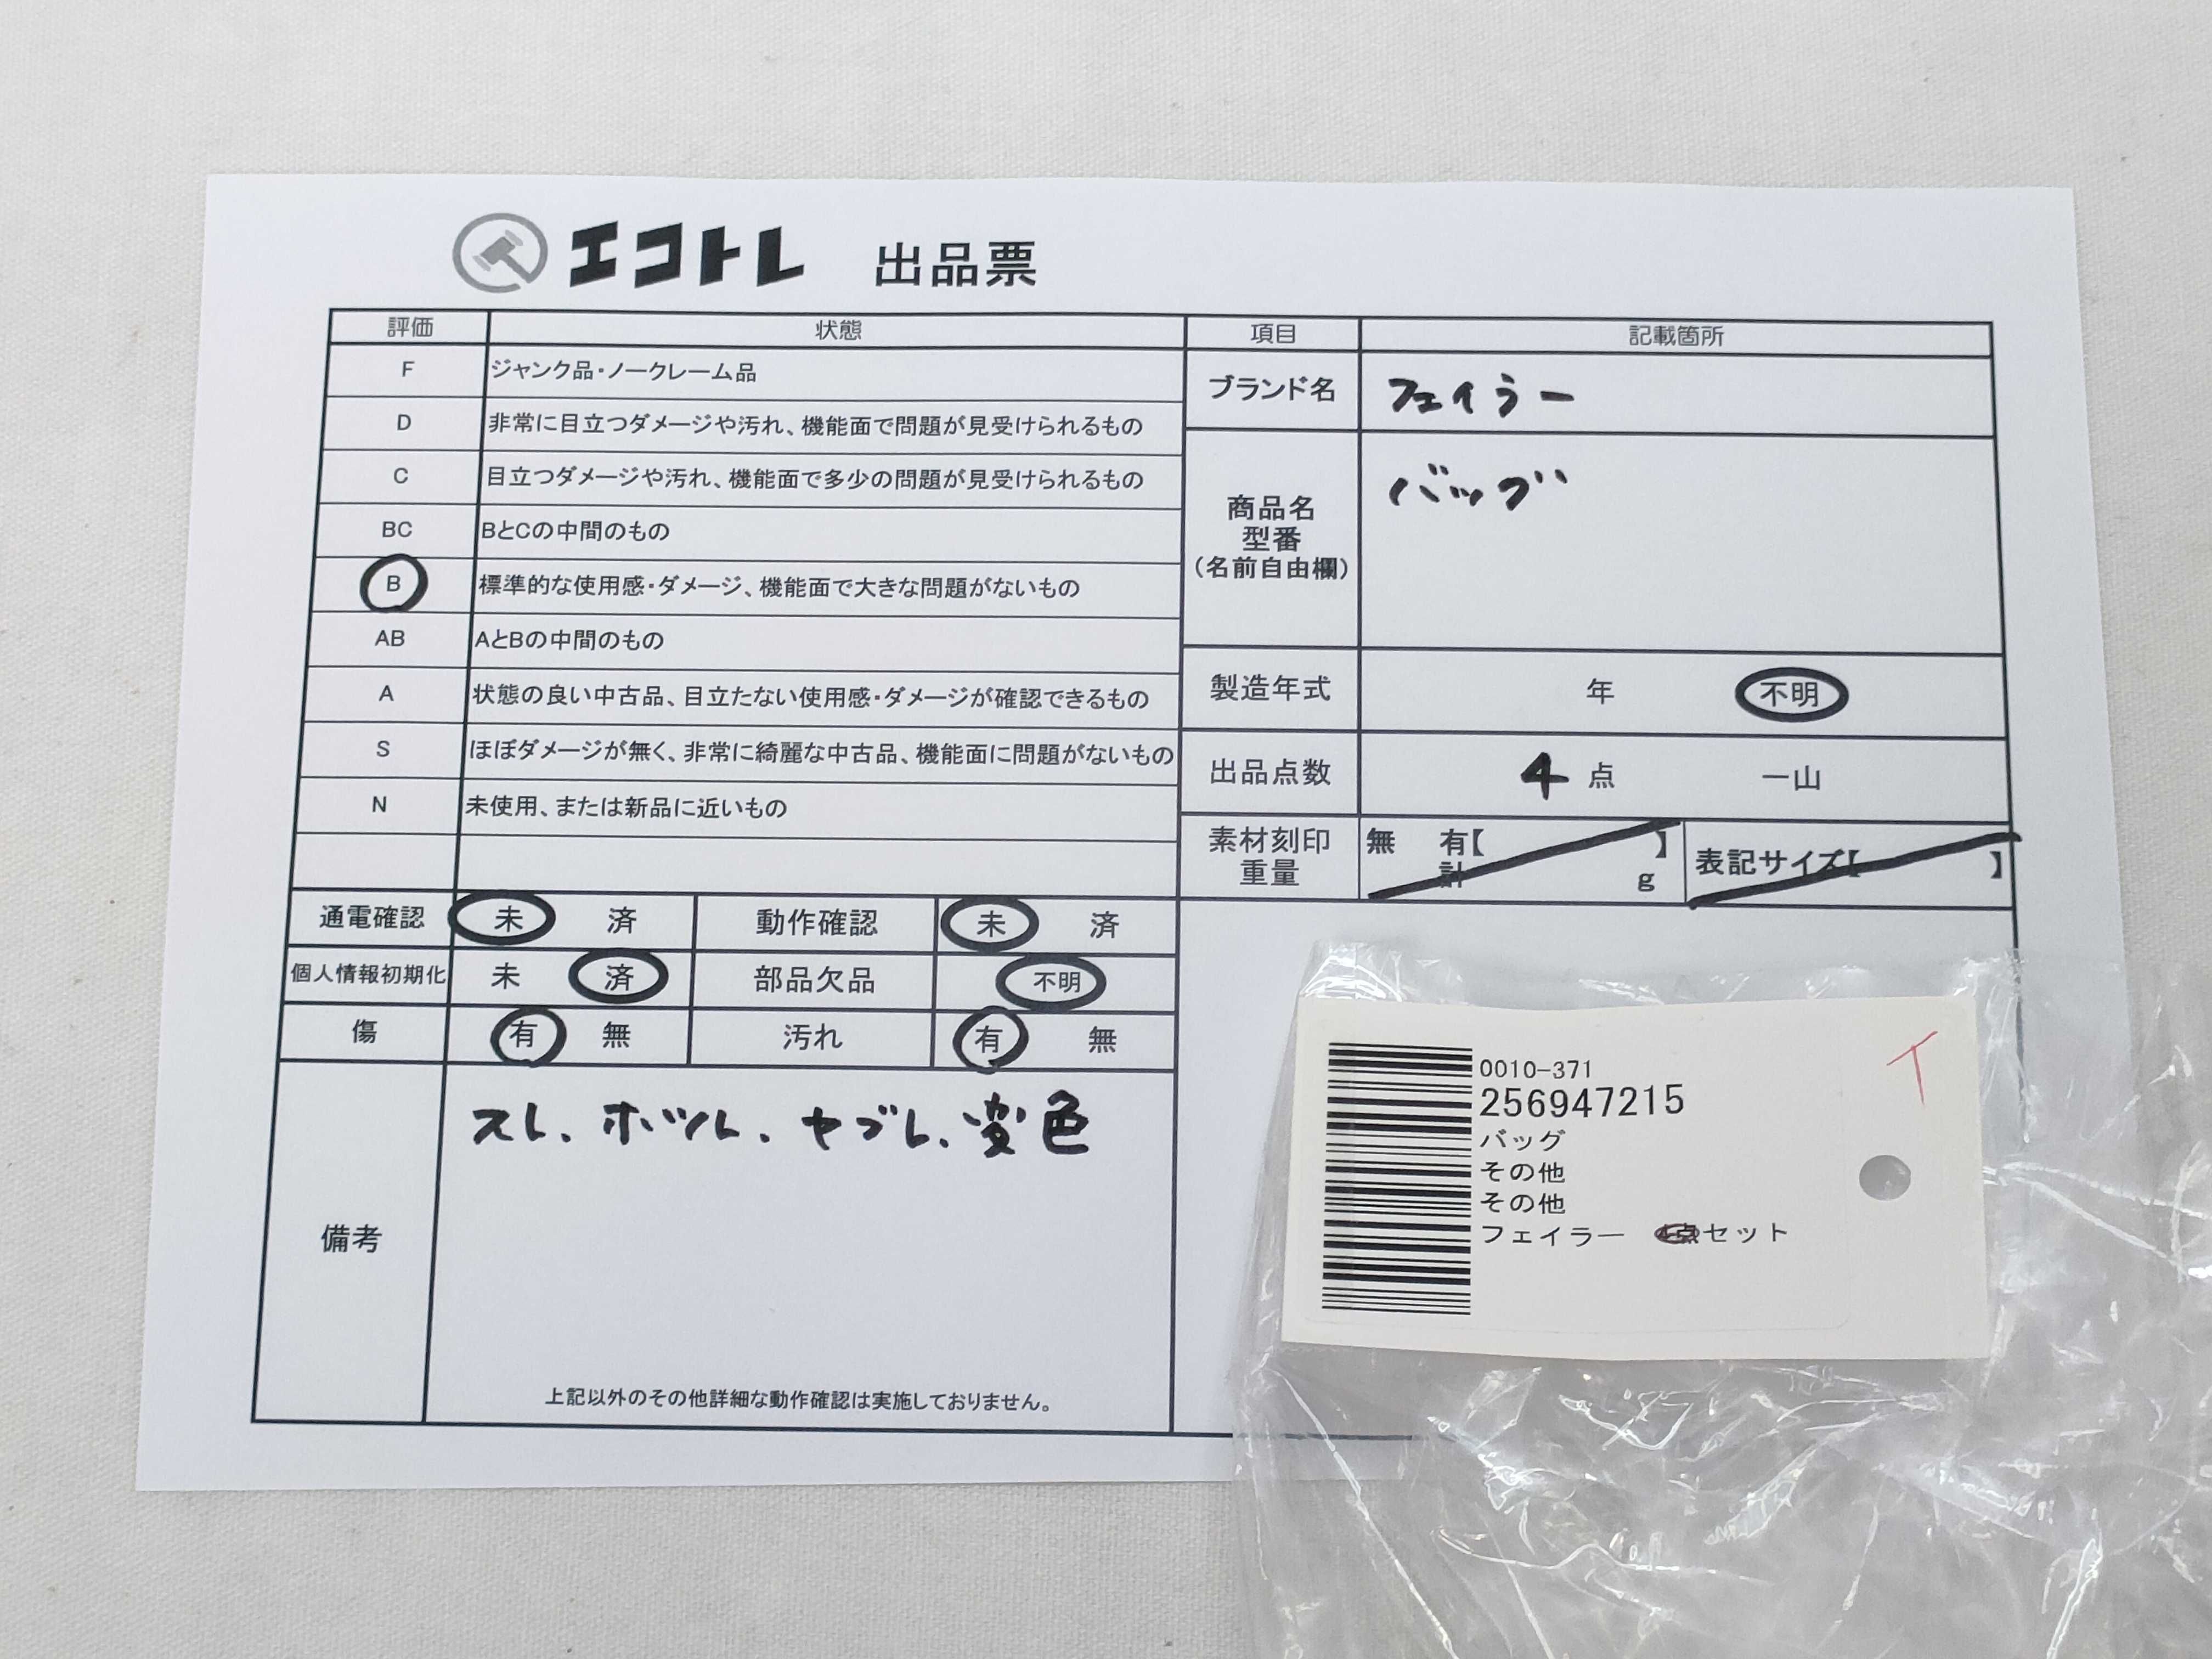 エコトレ 出品票
評価 状態 項目 記載箇所
F ジャンク品・ノークレーム品
D 非常に目立つダメージや汚れ、機能面で問題が見受けられるもの
C 目立つダメージや汚れ、機能面で多少の問題が見受けられるもの
BC BとCの中間のもの
B 標準的な使用感・ダメージ、機能面で大きな問題がないもの
AB AとBの中間のもの
A 状態の良い中古品、目立たない使用感・ダメージが確認できるもの
S ほぼダメージが無く、非常に綺麗な中古品、機能面に問題がないもの
N 未使用、または新品に近いもの
ブランド名 フェイラー
商品名
型番
(名前自由欄)
バッグ
製造年式 年 不明
出品点数 4 点 一山
素材刻印
重量
無 有【 】
計 g
表記サイズ【 】
通電確認 未 済 動作確認 未 済
個人情報初期化 未 済 部品欠品 不明
傷 有 無 汚れ 有 無
備考
スレ、ホツレ、ヤブレ、変色
上記以外のその他詳細な動作確認は実施しておりません。
0010-371
256947215
バッグ
その他
その他
フェイラー セット